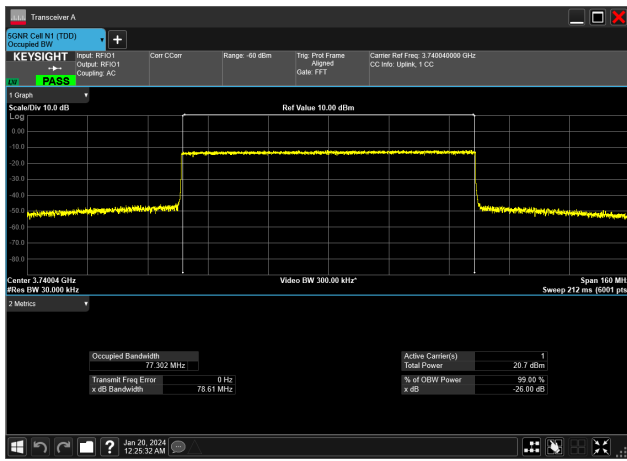 Transceiver A
5GNR Cell N1 (TDD)
Occupied BW
KEYSIGHT
Input: RFIO1
Output: RFIO1
Coupling: AC
Corr CCorr
Range: -60 dBm
Trig: Prot Frame
Aligned
Gate: FFT
Carrier Ref Freq: 3.740040000 GHz
CC Info: Uplink, 1 CC
PASS
1 Graph
Scale/Div 10.0 dB
Ref Value 10.00 dBm
Log
0.00
-10.0
-20.0
-30.0
-40.0
-50.0
-60.0
-70.0
-80.0
Center 3.74004 GHz
Video BW 300.00 kHz*
Span 160 MH
#Res BW 30.000 kHz
Sweep 212 ms (6001 pts
2 Metrics
Occupied Bandwidth
77.302 MHz
Active Carrier(s) 1
Total Power 20.7 dBm
Transmit Freq Error 0 Hz
x dB Bandwidth 78.61 MHz
% of OBW Power 99.00 %
x dB -26.00 dB
Jan 20, 2024
12:25:32 AM